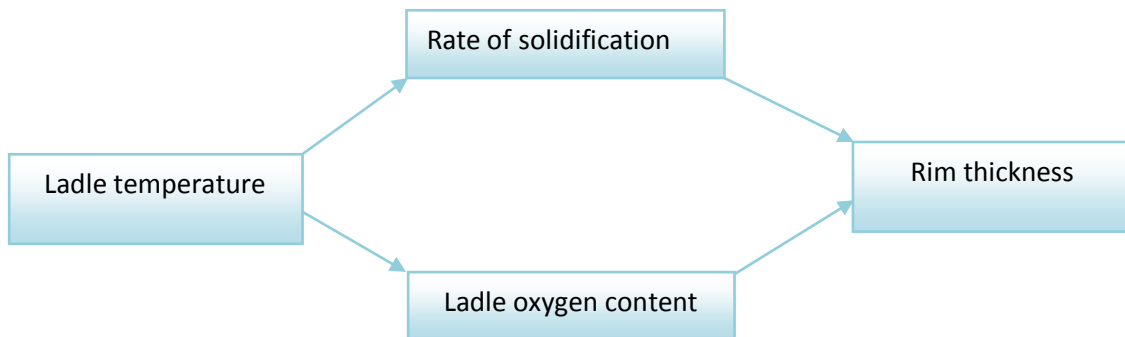 Rate of solidification
Ladle temperature
Rim thickness
Ladle oxygen content